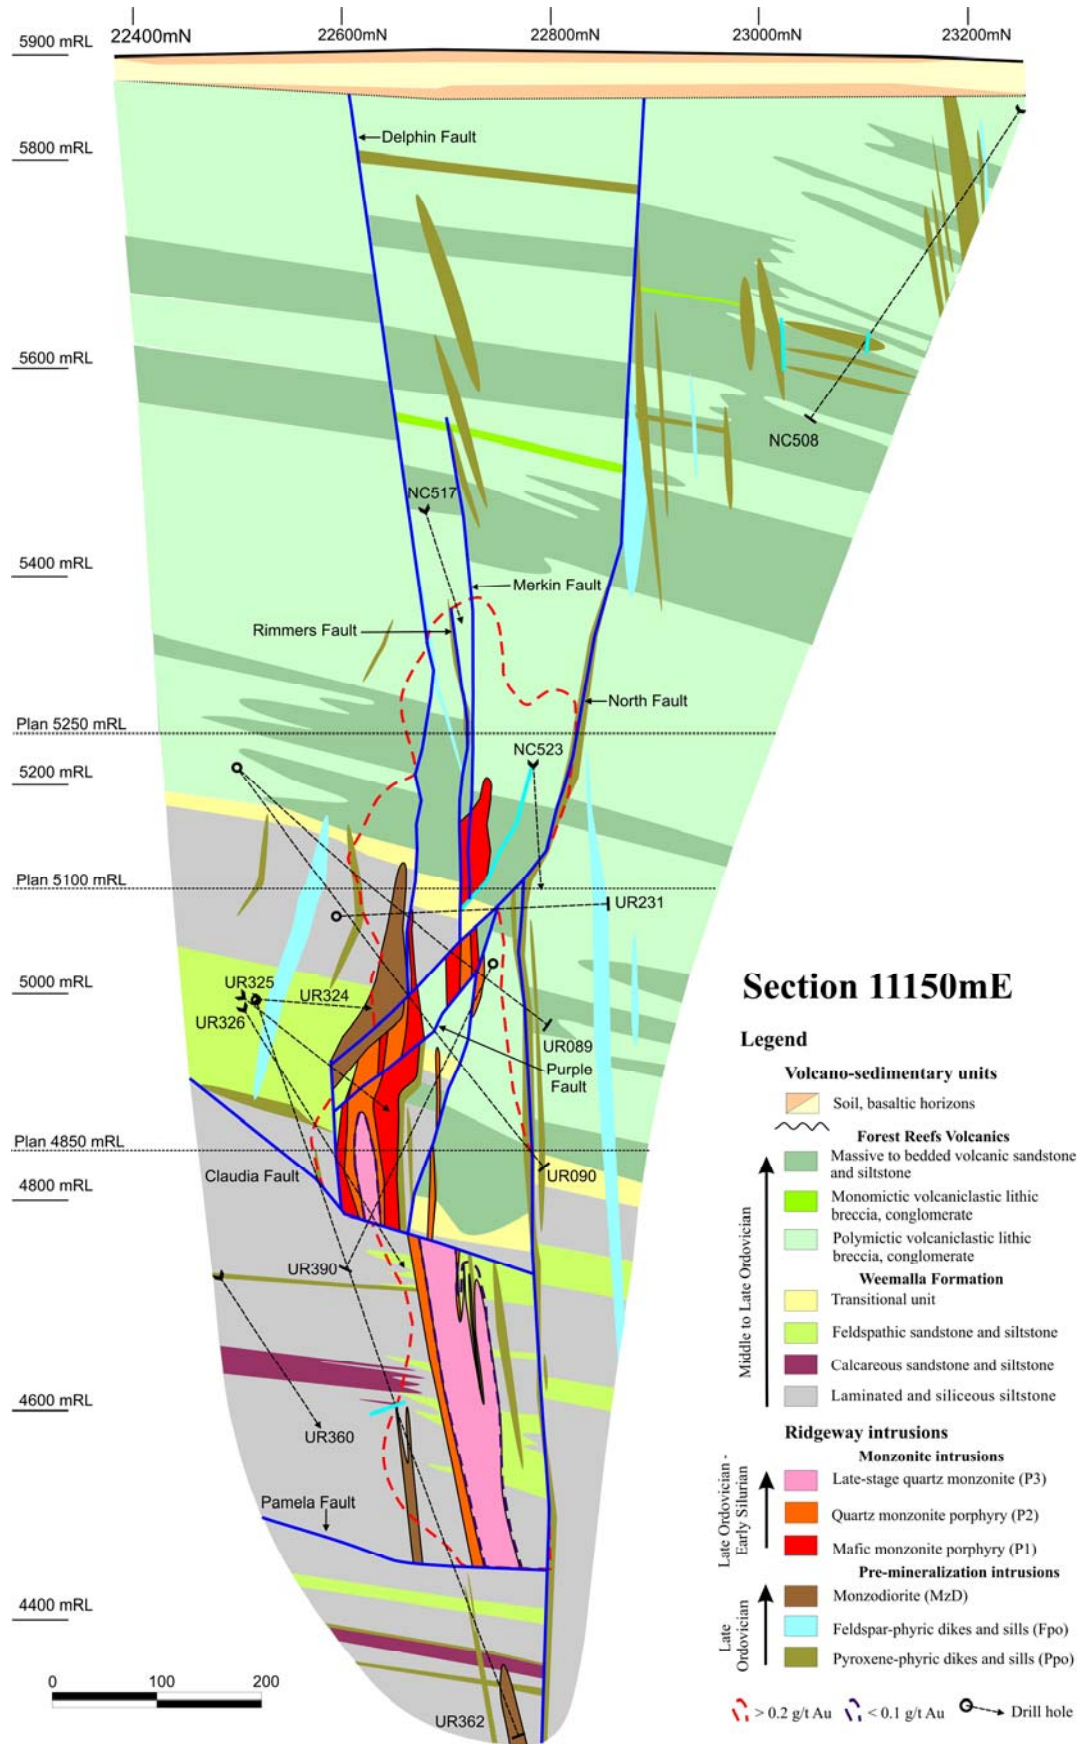 22400mN 22600mN 22800mN 23000mN 23200mN
5900 mRL
Delphin Fault
5800 mRL
5600 mRL
NC508
NC517
5400 mRL
Merkin Fault
Rimmers Fault
North Fault
Plan 5250 mRL
NC523
5200 mRL
Plan 5100 mRL
UR231
5000 mRL
UR325
UR324
UR326
UR089
Purple
Fault
Plan 4850 mRL
Claudia Fault
UR090
4800 mRL
UR390
4600 mRL
UR360
Pamela Fault
4400 mRL
0 100 200
UR362
Section 11150mE
Legend
Volcano-sedimentary units
Soil, basaltic horizons
Forest Reefs Volcanics
Massive to bedded volcanic sandstone
and siltstone
Monomictic volcaniclastic lithic
breccia, conglomerate
Polymictic volcaniclastic lithic
breccia, conglomerate
Weemalla Formation
Transitional unit
Feldspathic sandstone and siltstone
Calcareous sandstone and siltstone
Laminated and siliceous siltstone
Middle to Late Ordovician
Ridgeway intrusions
Monzonite intrusions
Late-stage quartz monzonite (P3)
Quartz monzonite porphyry (P2)
Mafic monzonite porphyry (P1)
Late Ordovician -
Early Silurian
Pre-mineralization intrusions
Monzodiorite (MzD)
Feldspar-phyric dikes and sills (Fpo)
Pyroxene-phyric dikes and sills (Ppo)
Late
Ordovician
> 0.2 g/t Au < 0.1 g/t Au Drill hole